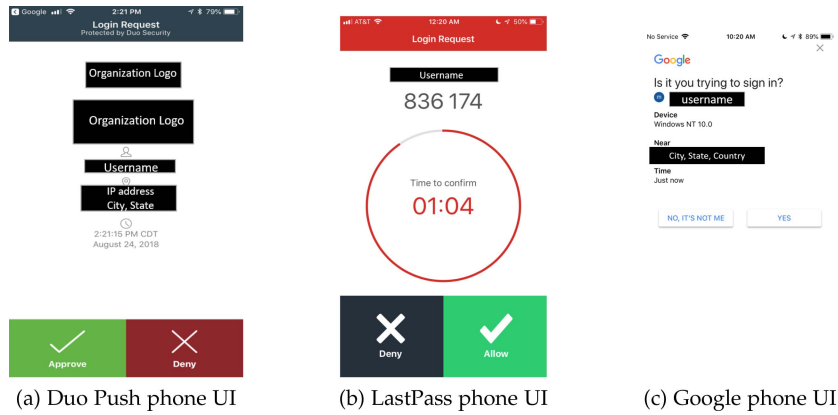 Google 2:21 PM 79%
Login Request
Protected by Duo Security
Organization Logo
Organization Logo
Username
IP address
City, State
2:21:15 PM CDT
August 24, 2018
Approve
Deny
(a) Duo Push phone UI
AT&T 12:20 AM 50%
Login Request
Username
836 174
Time to confirm
01:04
Deny
Allow
(b) LastPass phone UI
No Service 10:20 AM 89%
Google
Is it you trying to sign in?
username
Device
Windows NT 10.0
Near
City, State, Country
Time
Just now
NO, IT'S NOT ME
YES
(c) Google phone UI